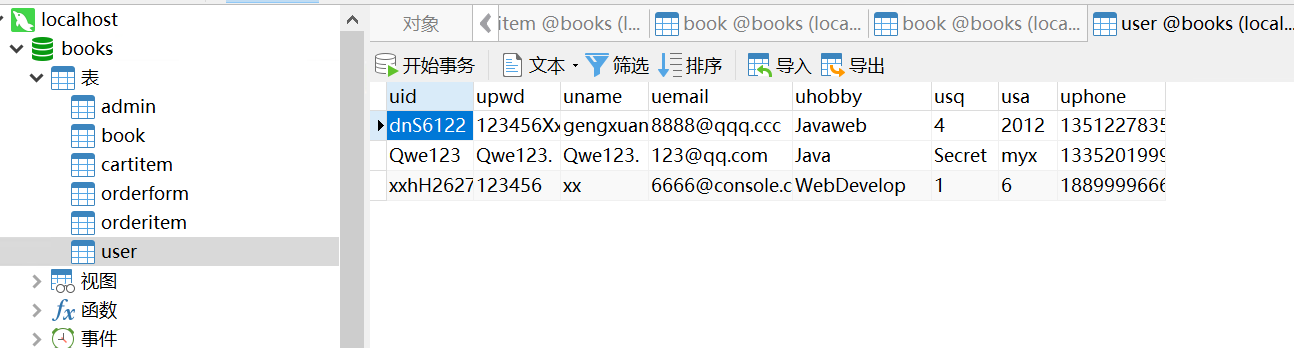 localhost
books
表
admin
book
cartitem
orderform
orderitem
user
视图
函数
事件
对象 item @books (l... book @books (loca... book @books (loca... user @books (local...
开始事务 文本 筛选 排序 导入 导出
uid upwd uname uemail uhobby usq usa uphone
dnS6122 123456Xx gengxuan 8888@qqq.ccc Javaweb 4 2012 135122783
Qwe123 Qwe123. Qwe123. 123@qq.com Java Secret myx 1335201999
xxhH2627 123456 xx 6666@console.c WebDevelop 1 6 1889999666